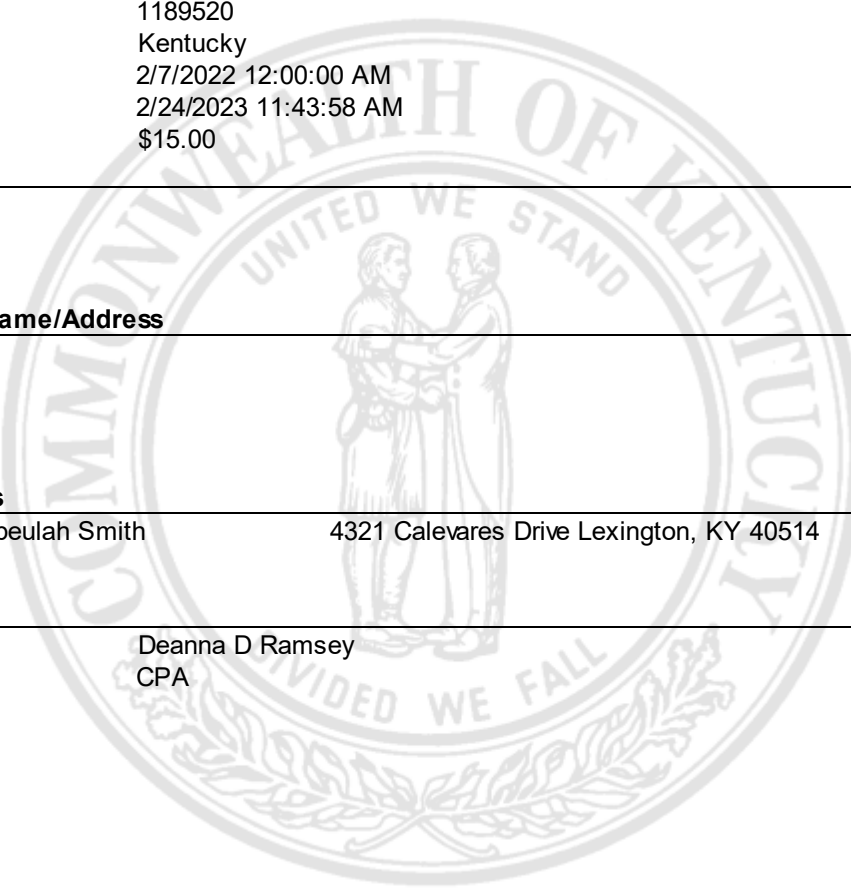 1189520
Kentucky
2/7/2022 12:00:00 AM
2/24/2023 11:43:58 AM
$15.00
COMMONWEALTH OF KENTUCKY
UNITED WE STAND
ame/Address
s
beulah Smith 4321 Calevares Drive Lexington, KY 40514
Deanna D Ramsey
CPA
DIVIDED WE FALL